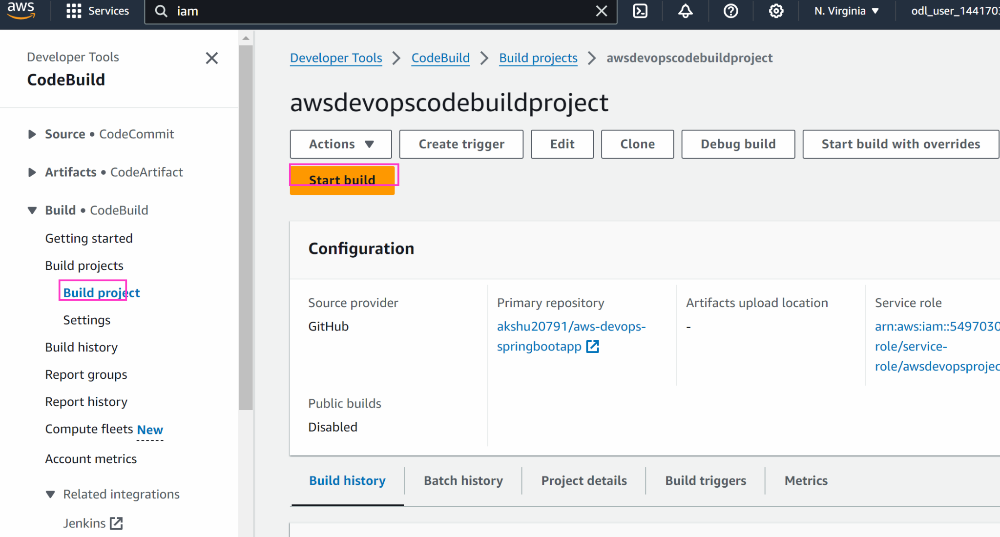 aws
Services
iam
N. Virginia
odl_user_1441703
Developer Tools
CodeBuild
Source • CodeCommit
Artifacts • CodeArtifact
Build • CodeBuild
Getting started
Build projects
Build project
Settings
Build history
Report groups
Report history
Compute fleets New
Account metrics
Related integrations
Jenkins
Developer Tools > CodeBuild > Build projects > awsdevopscodebuildproject
awsdevopscodebuildproject
Actions
Create trigger
Edit
Clone
Debug build
Start build with overrides
Start build
Configuration
Source provider
GitHub
Primary repository
akshu20791/aws-devops-
springbootapp
Artifacts upload location
-
Service role
arn:aws:iam::5497030
role/service-
role/awsdevopsprojec
Public builds
Disabled
Build history
Batch history
Project details
Build triggers
Metrics